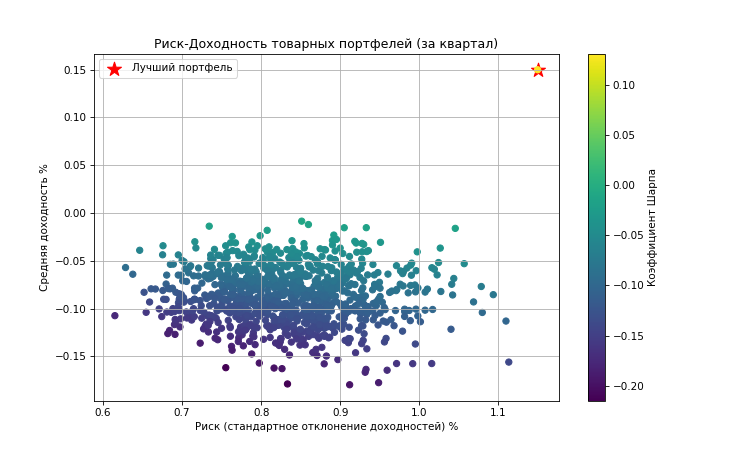 Риск-Доходность товарных портфелей (за квартал)
Лучший портфель
Средняя доходность %
0.15
0.10
0.05
0.00
−0.05
−0.10
−0.15
0.6 0.7 0.8 0.9 1.0 1.1
Риск (стандартное отклонение доходностей) %
0.10
0.05
0.00
−0.05
−0.10
−0.15
−0.20
Коэффициент Шарпа